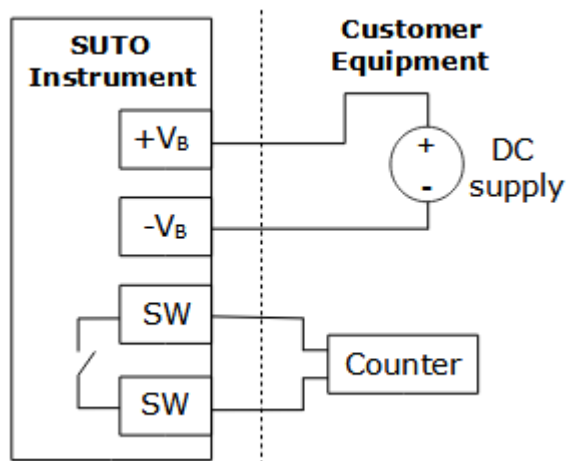 SUTO
Instrument
Customer
Equipment
+VB
-VB
+
-
DC
supply
SW
SW
Counter